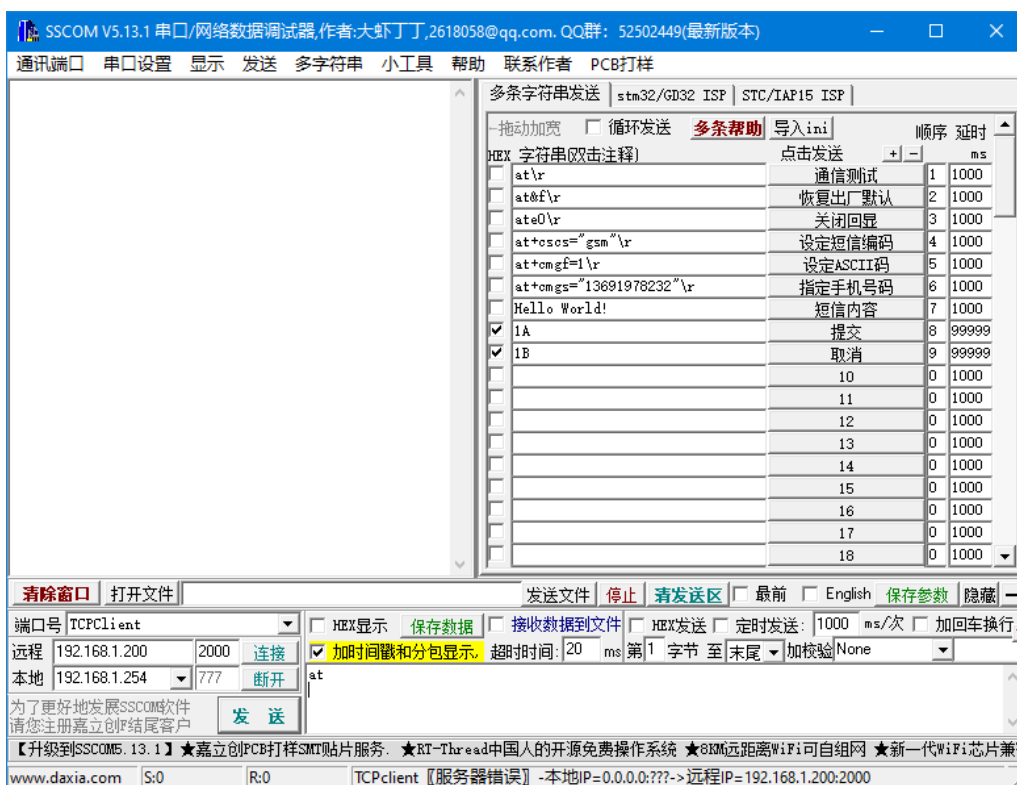 SSCOM V5.13.1 串口/网络数据调试器,作者:大虾丁丁,2618058@qq.com. QQ群: 52502449(最新版本)
通讯端口 串口设置 显示 发送 多字符串 小工具 帮助 联系作者 PCB打样
多条字符串发送 stm32/GD32 ISP STC/IAP15 ISP
<-拖动加宽 循环发送 多条帮助 导入ini 顺序 延时
HEX 字符串(双击注释) 点击发送 + - ms
at\r 通信测试 1 1000
at&f\r 恢复出厂默认 2 1000
ate0\r 关闭回显 3 1000
at+cscs="gsm"\r 设定短信编码 4 1000
at+cmgf=1\r 设定ASCII码 5 1000
at+cmgs="13691978232"\r 指定手机号码 6 1000
Hello World! 短信内容 7 1000
1A 提交 8 99999
1B 取消 9 99999
10 0 1000
11 0 1000
12 0 1000
13 0 1000
14 0 1000
15 0 1000
16 0 1000
17 0 1000
18 0 1000
清除窗口 打开文件 发送文件 停止 清发送区 最前 English 保存参数 隐藏
端口号 TCPClient HEX显示 保存数据 接收数据到文件 HEX发送 定时发送: 1000 ms/次 加回车换行
远程 192.168.1.200 2000 连接 加时间戳和分包显示, 超时时间: 20 ms 第1 字节 至 末尾 加校验 None
本地 192.168.1.254 777 断开 at
为了更好地发展SSCOM软件
请您注册嘉立创F结尾客户
发 送
【升级到SSCOM5.13.1】★嘉立创PCB打样SMT贴片服务. ★RT-Thread中国人的开源免费操作系统 ★8KM远距离WiFi可自组网 ★新一代WiFi芯片兼
www.daxia.com S:0 R:0 TCPclient 〖服务器错误〗-本地IP=0.0.0.0:???->远程IP=192.168.1.200:2000